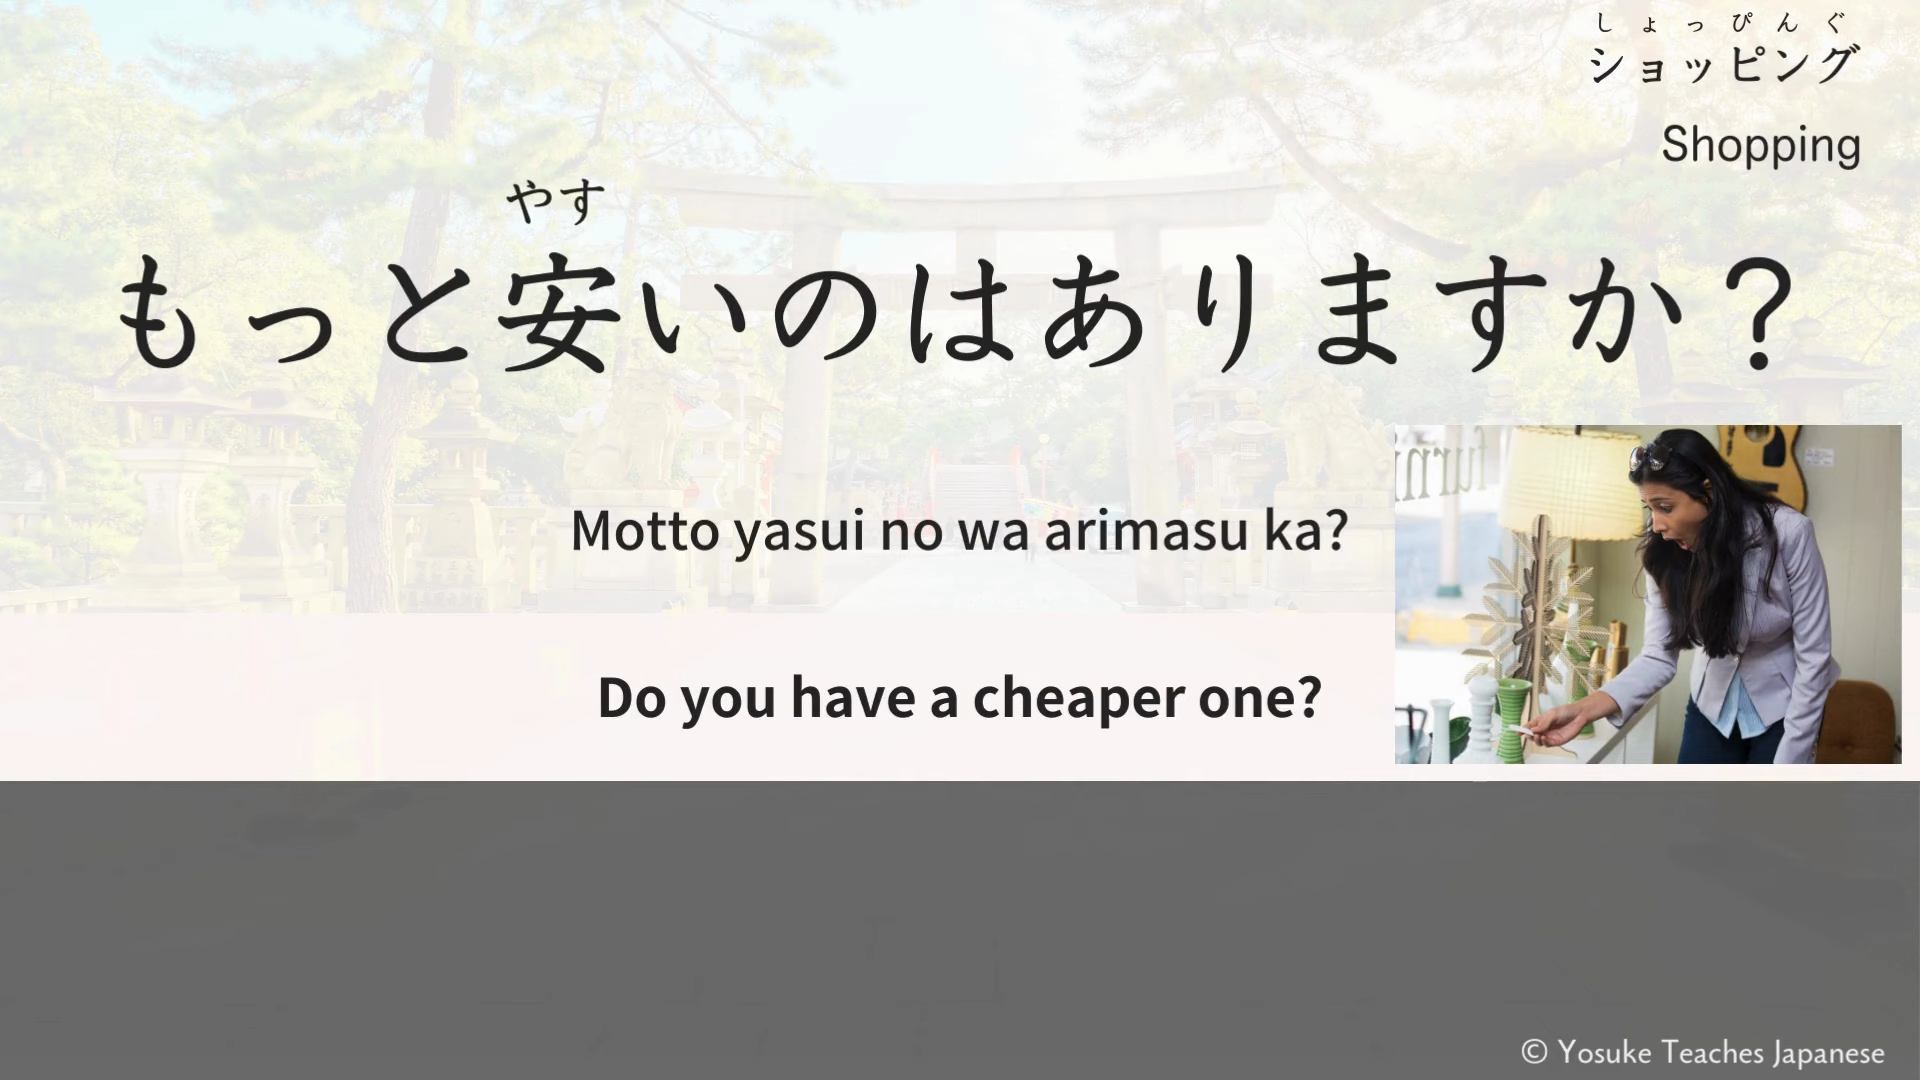 しょっぴんぐ
ショッピング
Shopping
やす
もっと安いのはありますか？
Motto yasui no wa arimasu ka?
Do you have a cheaper one?
© Yosuke Teaches Japanese